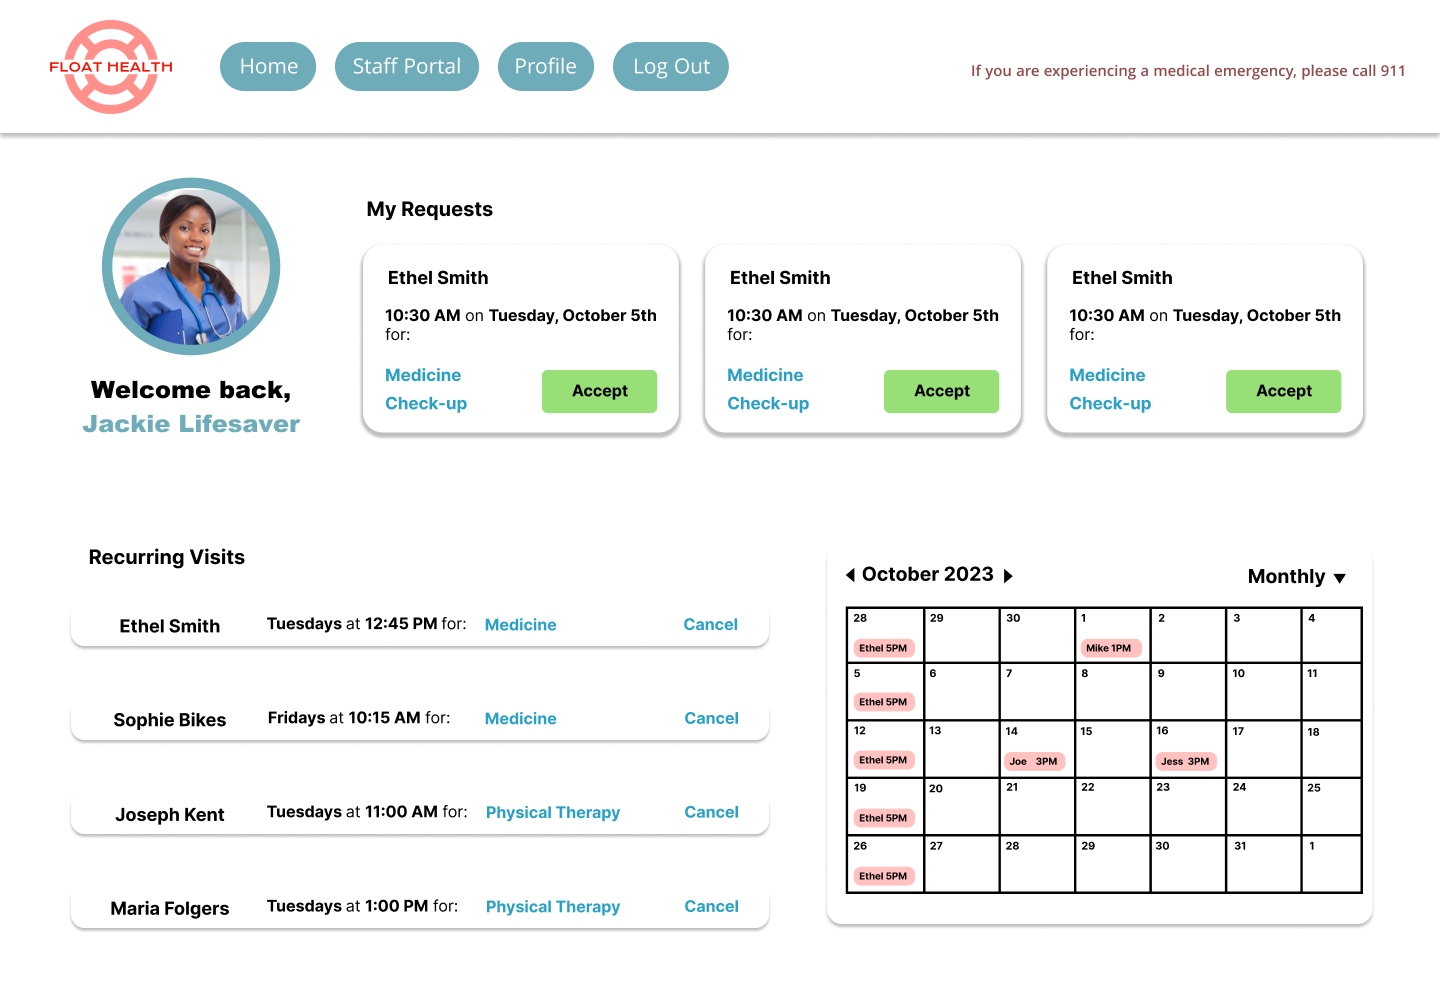 FLOAT HEALTH
Home
Staff Portal
Profile
Log Out
If you are experiencing a medical emergency, please call 911
Welcome back,
Jackie Lifesaver
My Requests
Ethel Smith
10:30 AM on Tuesday, October 5th
for:
Medicine
Check-up
Accept
Ethel Smith
10:30 AM on Tuesday, October 5th
for:
Medicine
Check-up
Accept
Ethel Smith
10:30 AM on Tuesday, October 5th
for:
Medicine
Check-up
Accept
Recurring Visits
Ethel Smith Tuesdays at 12:45 PM for: Medicine Cancel
Sophie Bikes Fridays at 10:15 AM for: Medicine Cancel
Joseph Kent Tuesdays at 11:00 AM for: Physical Therapy Cancel
Maria Folgers Tuesdays at 1:00 PM for: Physical Therapy Cancel
October 2023
Monthly
28 29 30 1 2 3 4
Ethel 5PM Mike 1PM
5 6 7 8 9 10 11
Ethel 5PM
12 13 14 15 16 17 18
Ethel 5PM Joe 3PM Jess 3PM
19 20 21 22 23 24 25
Ethel 5PM
26 27 28 29 30 31 1
Ethel 5PM